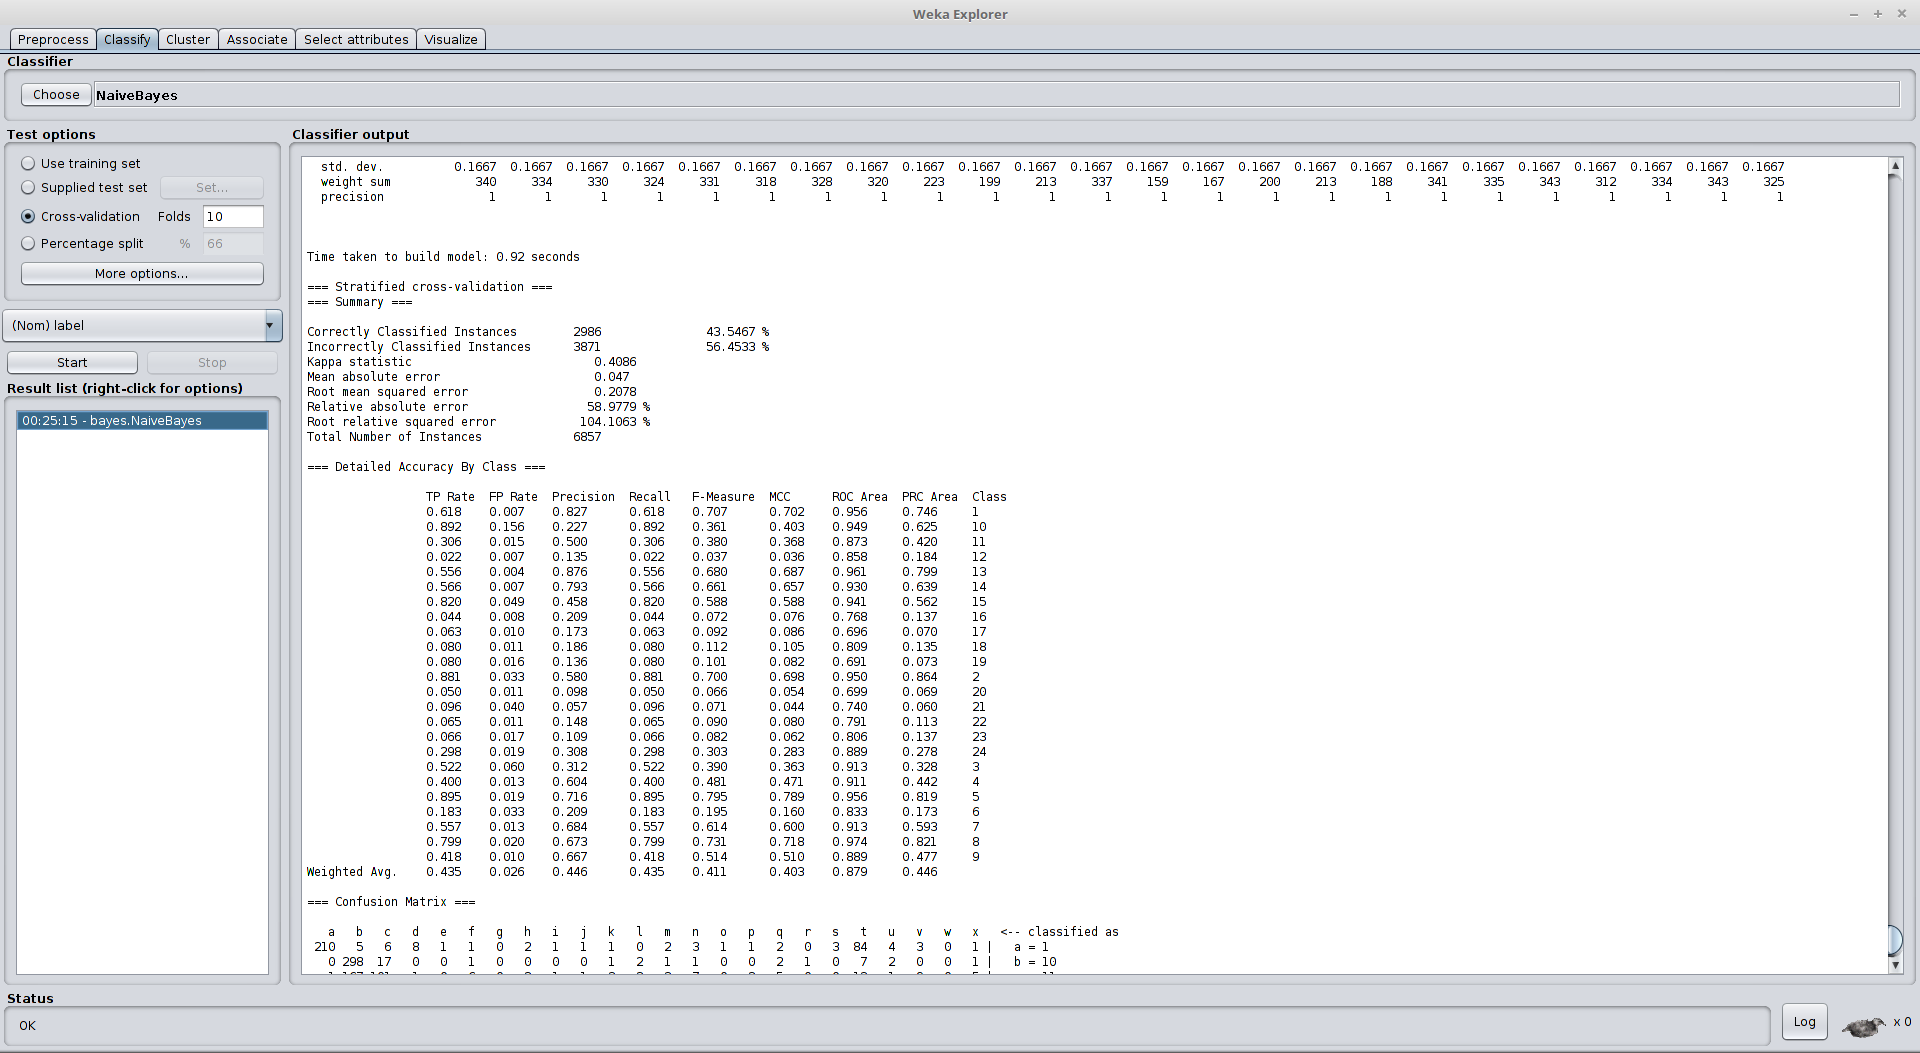 Weka Explorer
Preprocess Classify Cluster Associate Select attributes Visualize
Classifier
Choose NaiveBayes
Test options
Use training set
Supplied test set Set...
Cross-validation Folds 10
Percentage split % 66
More options...
(Nom) label
Start Stop
Result list (right-click for options)
00:25:15 - bayes.NaiveBayes
Classifier output
std. dev. 0.1667 0.1667 0.1667 0.1667 0.1667 0.1667 0.1667 0.1667 0.1667 0.1667 0.1667 0.1667 0.1667 0.1667 0.1667 0.1667 0.1667 0.1667 0.1667 0.1667 0.1667 0.1667 0.1667 0.1667
weight sum 340 334 330 324 331 318 328 320 223 199 213 337 159 167 200 213 188 341 335 343 312 334 343 325
precision 1 1 1 1 1 1 1 1 1 1 1 1 1 1 1 1 1 1 1 1 1 1 1 1
Time taken to build model: 0.92 seconds
=== Stratified cross-validation ===
=== Summary ===
Correctly Classified Instances 2986 43.5467 %
Incorrectly Classified Instances 3871 56.4533 %
Kappa statistic 0.4086
Mean absolute error 0.047
Root mean squared error 0.2078
Relative absolute error 58.9779 %
Root relative squared error 104.1063 %
Total Number of Instances 6857
=== Detailed Accuracy By Class ===
TP Rate FP Rate Precision Recall F-Measure MCC ROC Area PRC Area Class
0.618 0.007 0.827 0.618 0.707 0.702 0.956 0.746 1
0.892 0.156 0.227 0.892 0.361 0.403 0.949 0.625 10
0.306 0.015 0.500 0.306 0.380 0.368 0.873 0.420 11
0.022 0.007 0.135 0.022 0.037 0.036 0.858 0.184 12
0.556 0.004 0.876 0.556 0.680 0.687 0.961 0.799 13
0.566 0.007 0.793 0.566 0.661 0.657 0.930 0.639 14
0.820 0.049 0.458 0.820 0.588 0.588 0.941 0.562 15
0.044 0.008 0.209 0.044 0.072 0.076 0.768 0.137 16
0.063 0.010 0.173 0.063 0.092 0.086 0.696 0.070 17
0.080 0.011 0.186 0.080 0.112 0.105 0.809 0.135 18
0.080 0.016 0.136 0.080 0.101 0.082 0.691 0.073 19
0.881 0.033 0.580 0.881 0.700 0.698 0.950 0.864 2
0.050 0.011 0.098 0.050 0.066 0.054 0.699 0.069 20
0.096 0.040 0.057 0.096 0.071 0.044 0.740 0.060 21
0.065 0.011 0.148 0.065 0.090 0.080 0.791 0.113 22
0.066 0.017 0.109 0.066 0.082 0.062 0.806 0.137 23
0.298 0.019 0.308 0.298 0.303 0.283 0.889 0.278 24
0.522 0.060 0.312 0.522 0.390 0.363 0.913 0.328 3
0.400 0.013 0.604 0.400 0.481 0.471 0.911 0.442 4
0.895 0.019 0.716 0.895 0.795 0.789 0.956 0.819 5
0.183 0.033 0.209 0.183 0.195 0.160 0.833 0.173 6
0.557 0.013 0.684 0.557 0.614 0.600 0.913 0.593 7
0.799 0.020 0.673 0.799 0.731 0.718 0.974 0.821 8
0.418 0.010 0.667 0.418 0.514 0.510 0.889 0.477 9
Weighted Avg. 0.435 0.026 0.446 0.435 0.411 0.403 0.879 0.446
=== Confusion Matrix ===
a b c d e f g h i j k l m n o p q r s t u v w x <-- classified as
210 5 6 8 1 1 0 2 1 1 1 0 2 3 1 1 2 0 3 84 4 3 0 1 | a = 1
0 298 17 0 0 1 0 0 0 0 1 2 1 1 0 0 2 1 0 7 2 0 0 1 | b = 10
Status
OK
Log
x 0